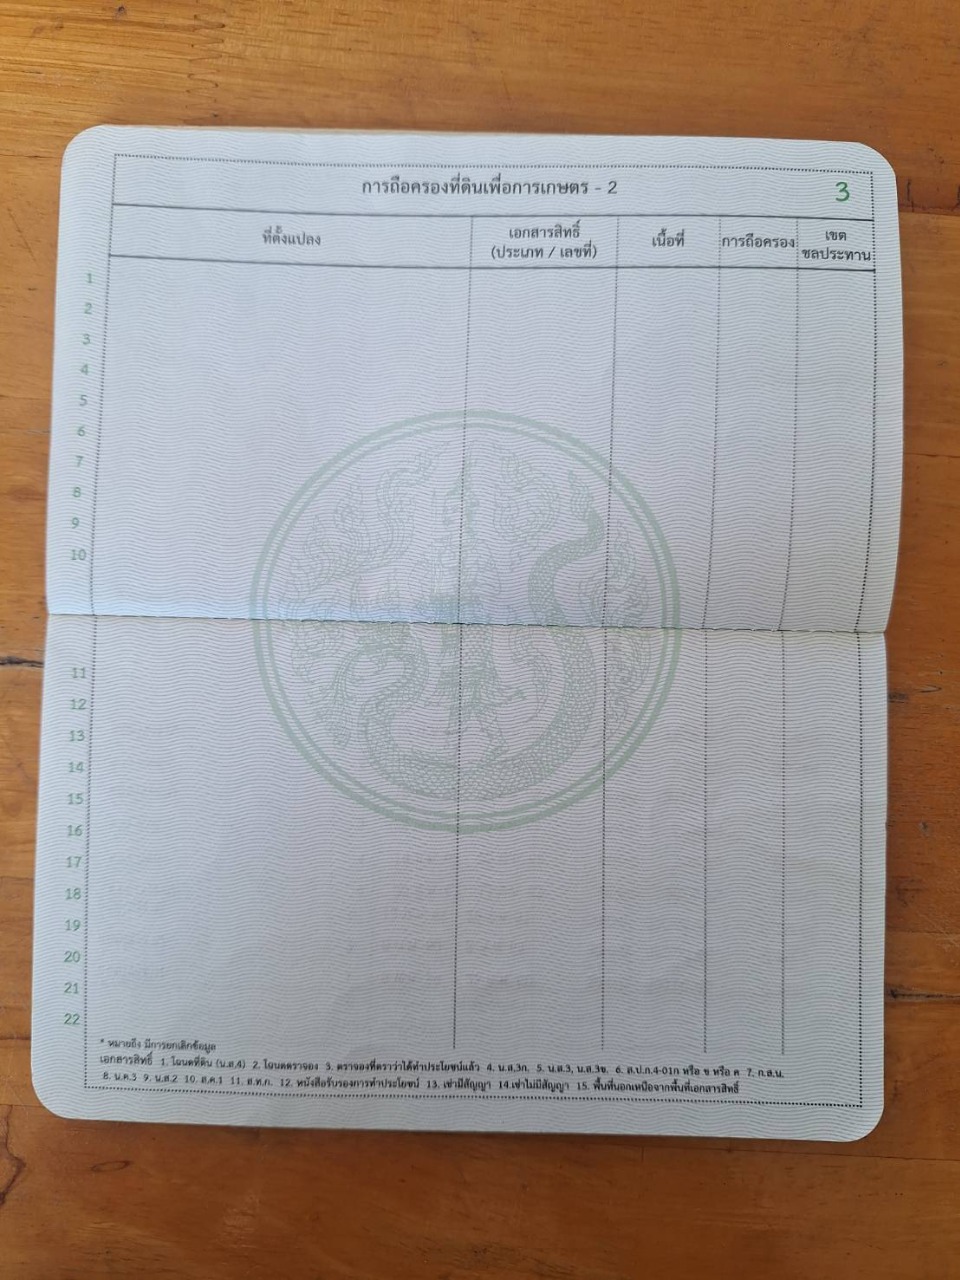 การถือครองที่ดินเพื่อการเกษตร - 2
3
ที่ตั้งแปลง
เอกสารสิทธิ์
(ประเภท / เลขที่)
เนื้อที่
การถือครอง
เขต
ชลประทาน
1
2
3
4
5
6
7
8
9
10
11
12
13
14
15
16
17
18
19
20
21
22
* หมายถึง มีการยกเลิกข้อมูล
เอกสารสิทธิ์ 1. โฉนดที่ดิน (น.ส.4) 2. โฉนดตราจอง 3. ตราจองที่ตราว่าได้ทำประโยชน์แล้ว 4. น.ส.3ก. 5. น.ส.3, น.ส.3ข. 6. ส.ป.ก.4-01ก หรือ ข หรือ ค 7. ก.ส.น.
8. น.ค.3 9. น.ส.2 10. ส.ค.1 11. ส.ท.ก. 12. หนังสือรับรองการทำประโยชน์ 13. เช่ามีสัญญา 14.เช่าไม่มีสัญญา 15. พื้นที่นอกเหนือจากพื้นที่เอกสารสิทธิ์